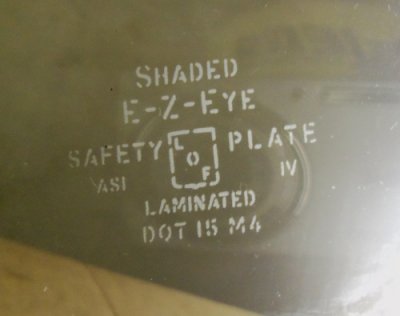 SHADED
E-Z-EYE
SAFETY L O F PLATE
ASI IV
LAMINATED
DOT 15 M4